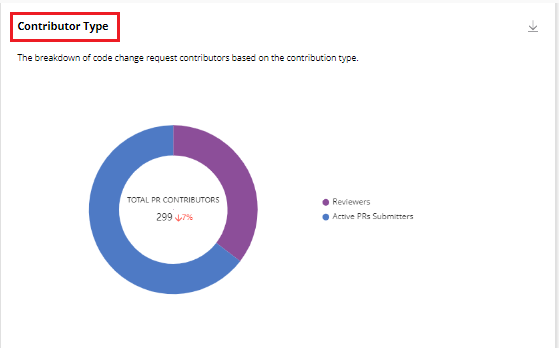 Contributor Type
The breakdown of code change request contributors based on the contribution type.
TOTAL PR CONTRIBUTORS
299 ↓7%
Reviewers
Active PRs Submitters